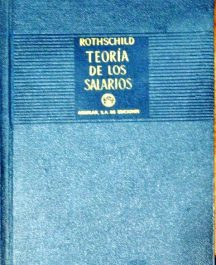 ROTHSCHILD
TEORÍA
DE LOS
SALARIOS
AGUILAR, S.A. DE EDICIONES